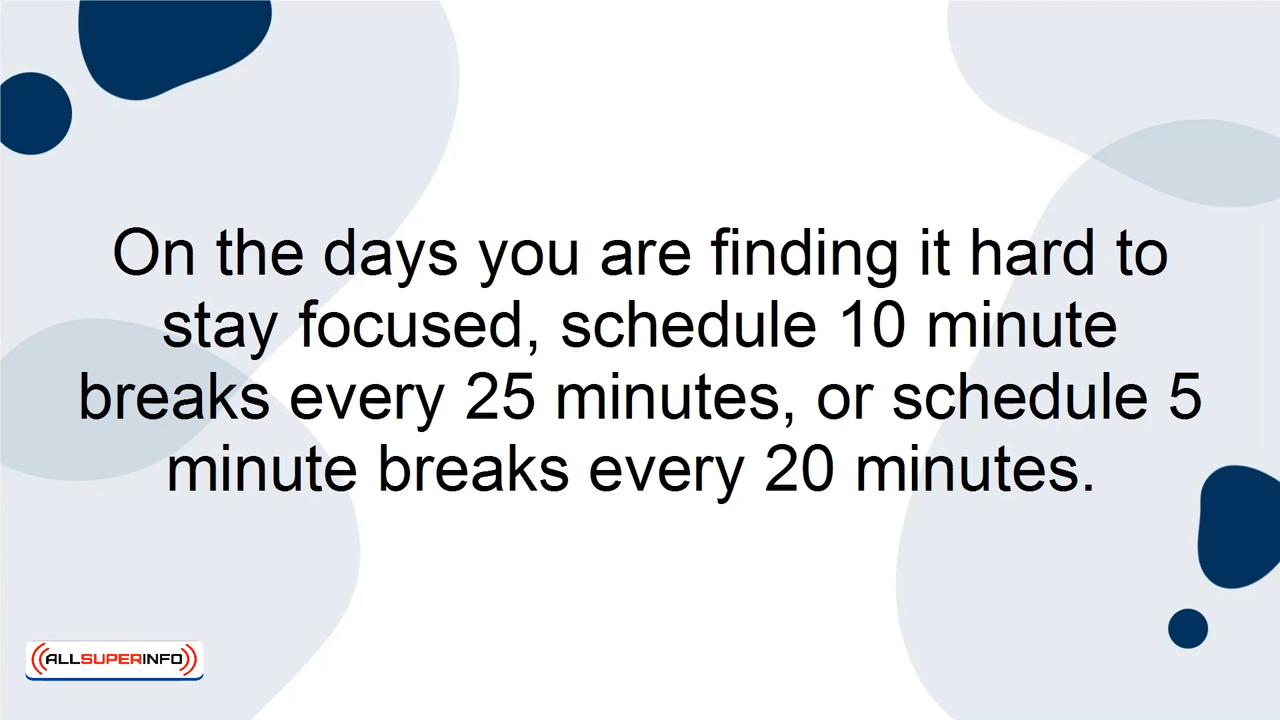 On the days you are finding it hard to
stay focused, schedule 10 minute
breaks every 25 minutes, or schedule 5
minute breaks every 20 minutes.
ALLSUPERINFO